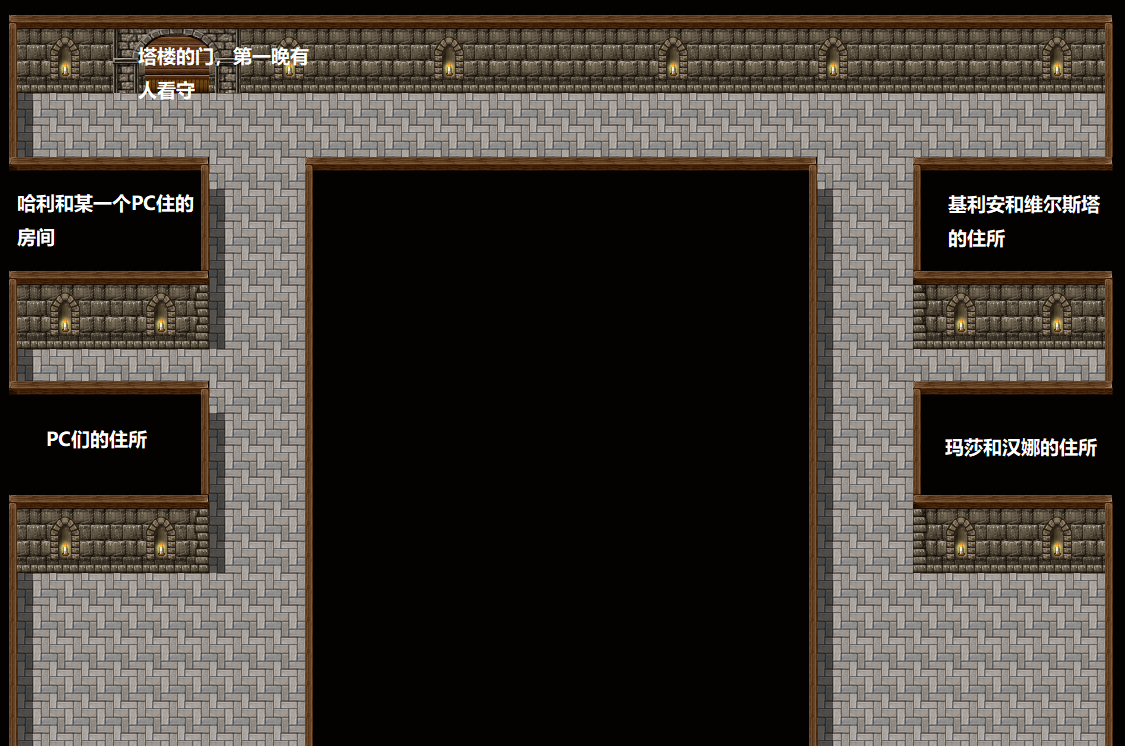 塔楼的门，第一晚有
人看守
哈利和某一个PC住的
房间
基利安和维尔斯塔
的住所
PC们的住所
玛莎和汉娜的住所